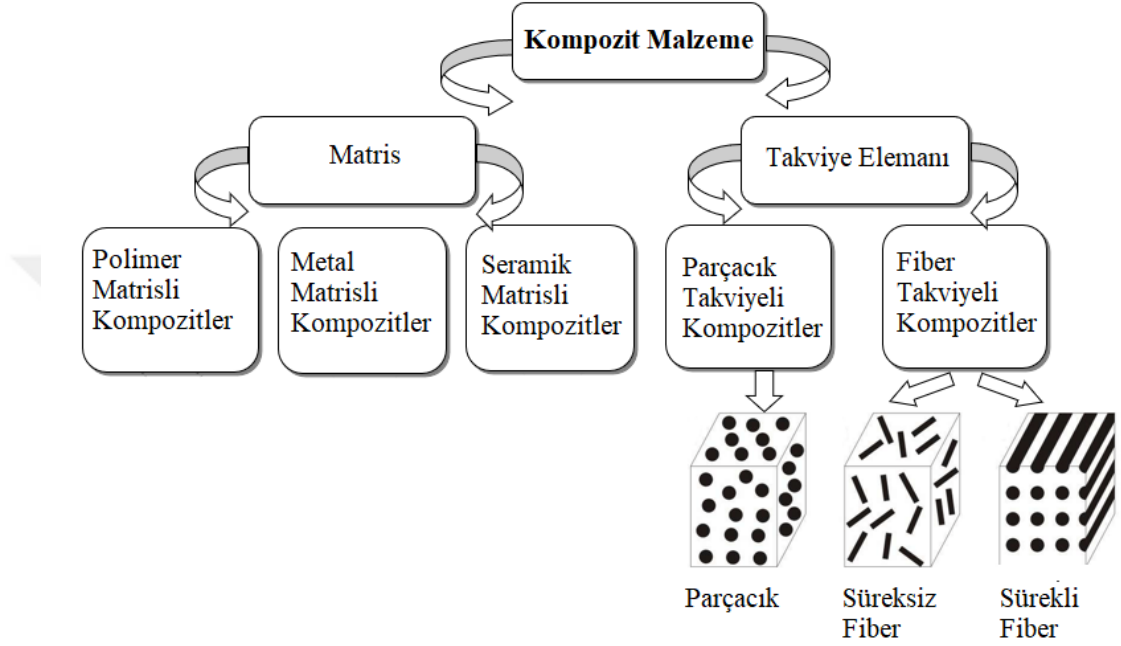 Kompozit Malzeme
Matris
Takviye Elemanı
Polimer
Matrisli
Kompozitler
Metal
Matrisli
Kompozitler
Seramik
Matrisli
Kompozitler
Parçacık
Takviyeli
Kompozitler
Fiber
Takviyeli
Kompozitler
Parçacık
Süreksiz
Fiber
Sürekli
Fiber